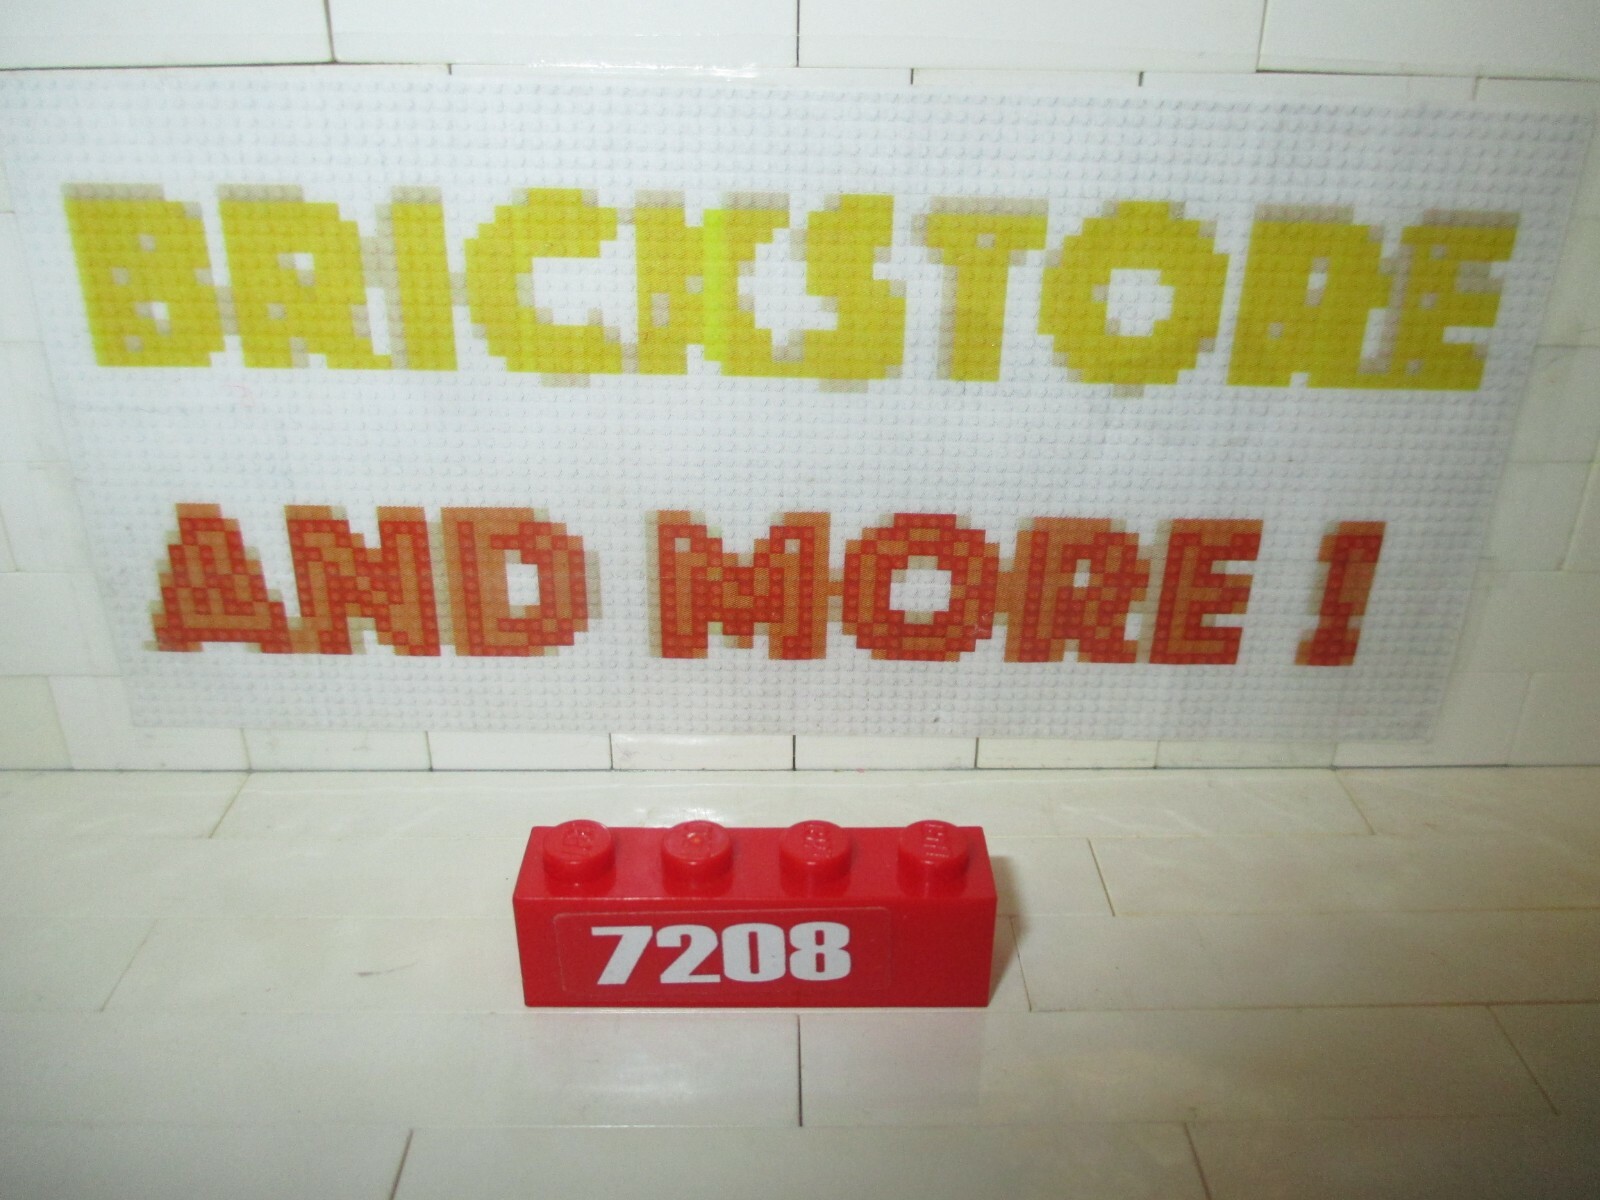 BRICKSTORE
AND MORE !
7208